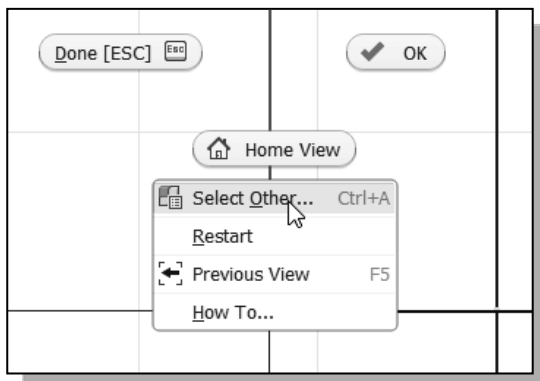 Done [ESC] Esc
OK
Home View
Select Other... Ctrl+A
Restart
Previous View F5
How To...